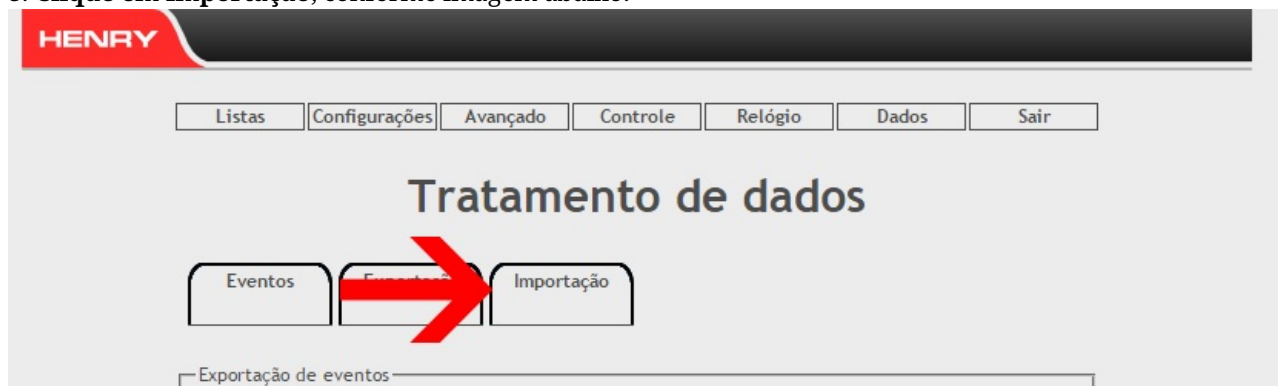 HENRY
Listas Configurações Avançado Controle Relógio Dados Sair
Tratamento de dados
Eventos Importação
Exportação de eventos